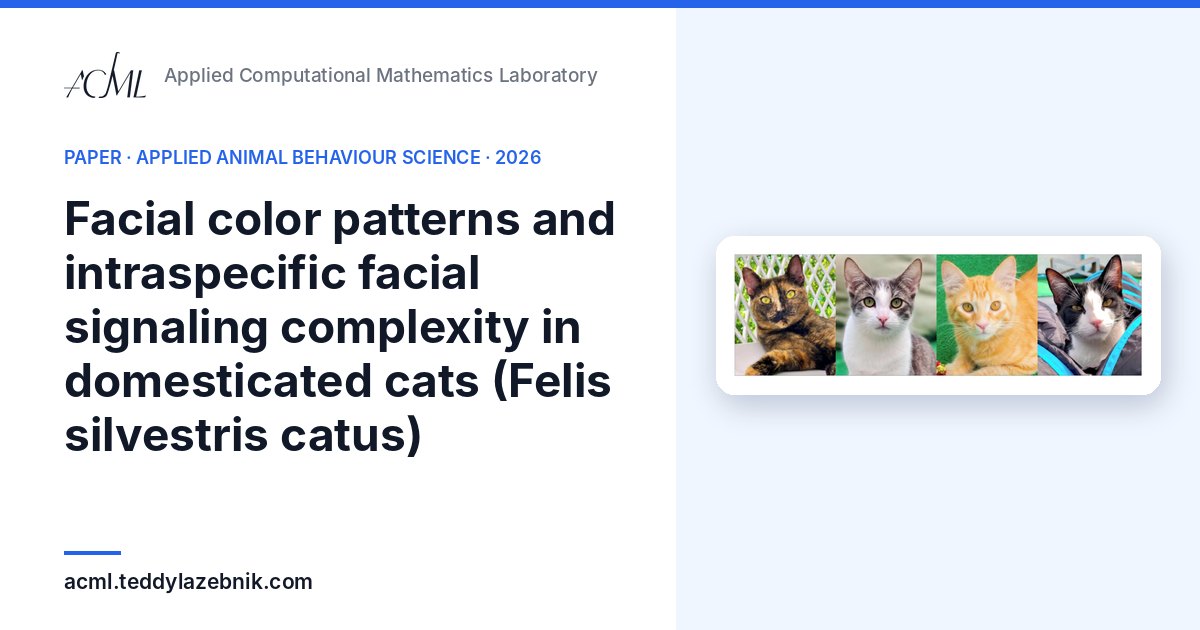 ACML
Applied Computational Mathematics Laboratory
PAPER · APPLIED ANIMAL BEHAVIOUR SCIENCE · 2026
Facial color patterns and
intraspecific facial
signaling complexity in
domesticated cats (Felis
silvestris catus)
acml.teddylazebnik.com